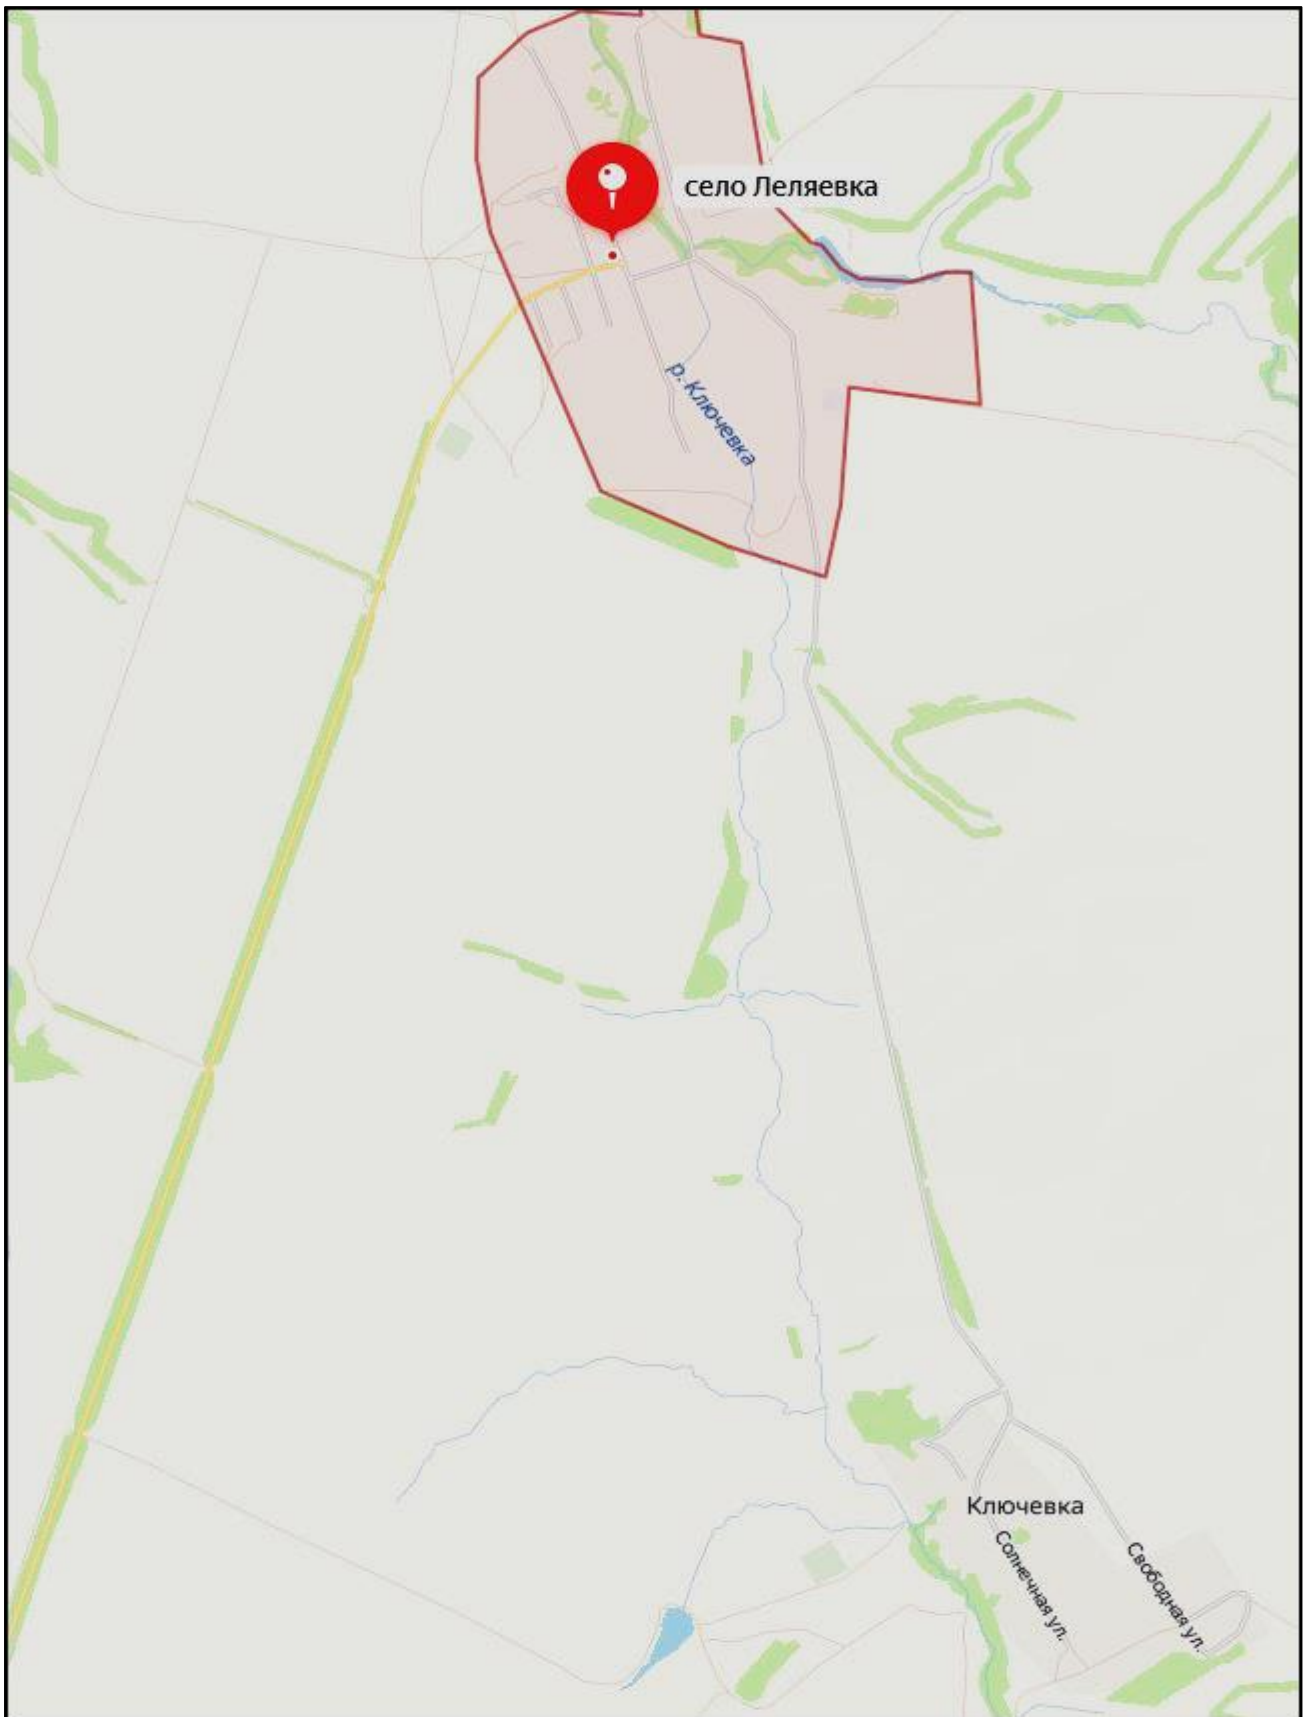 село Леляевка
р. Ключевка
Ключевка
Солнечная ул.
Свободная ул.